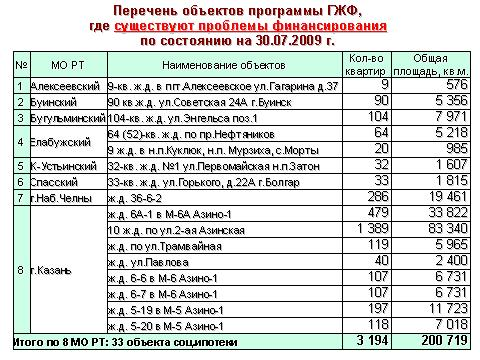 Перечень объектов программы ГЖФ,
где существуют проблемы финансирования
по состоянию на 30.07.2009 г.
№ МО РТ Наименование объектов Кол-во квартир Общая площадь, кв.м.
1 Алексеевский 9-кв. ж.д. в пгт.Алексеевское ул.Гагарина д.37 9 576
2 Буинский 90 кв.ж.д. ул.Советская 24А г.Буинск 90 5 356
3 Бугульминский 104-кв. ж.д. ул.Энгельса поз.1 104 7 971
4 Елабужский 64 (52)-кв. ж.д. по пр.Нефтяников 64 5 218
9 ж.д. в н.п.Куклюк, н.п. Мурзиха, с.Морты 20 985
5 К-Устьинский 32-кв. ж.д. №1 ул.Первомайская н.п.Затон 32 1 607
6 Спасский 33-кв. ж.д. ул.Горького, д.22А г.Болгар 33 1 815
7 г.Наб.Челны ж.д. 36-6-2 286 19 461
8 г.Казань ж.д. 6А-1 в М-6А Азино-1 479 33 822
10 ж.д. по ул.2-ая Азинская 1 389 83 340
ж.д. по ул.Трамвайная 119 5 965
ж.д. ул.Павлова 40 2 400
ж.д. 6-6 в М-6 Азино-1 107 6 731
ж.д. 6-7 в М-6 Азино-1 107 6 731
ж.д. 5-19 в М-5 Азино-1 197 11 723
ж.д. 5-20 в М-5 Азино-1 118 7 018
Итого по 8 МО РТ: 33 объекта соципотеки 3 194 200 719